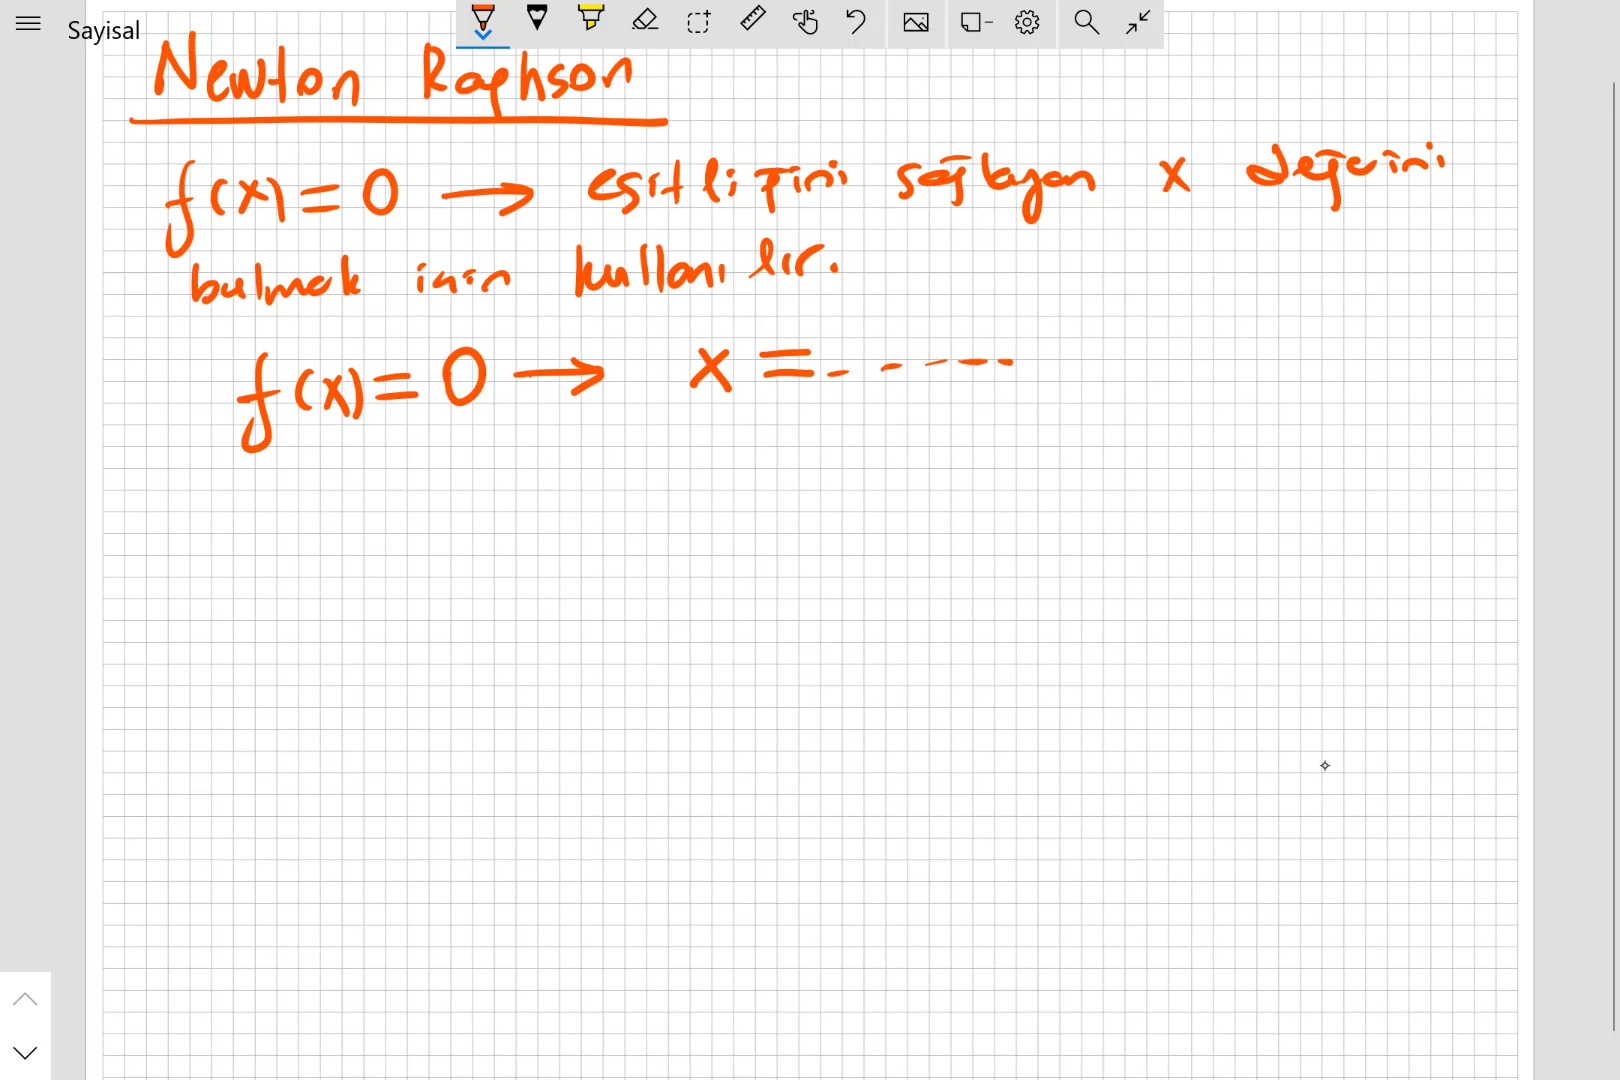 Sayisal
Newton Raphson
f(x)=0 → eşitliğini sağlayan x değerini
bulmak için kullanılır.
f(x)=0 → x=------